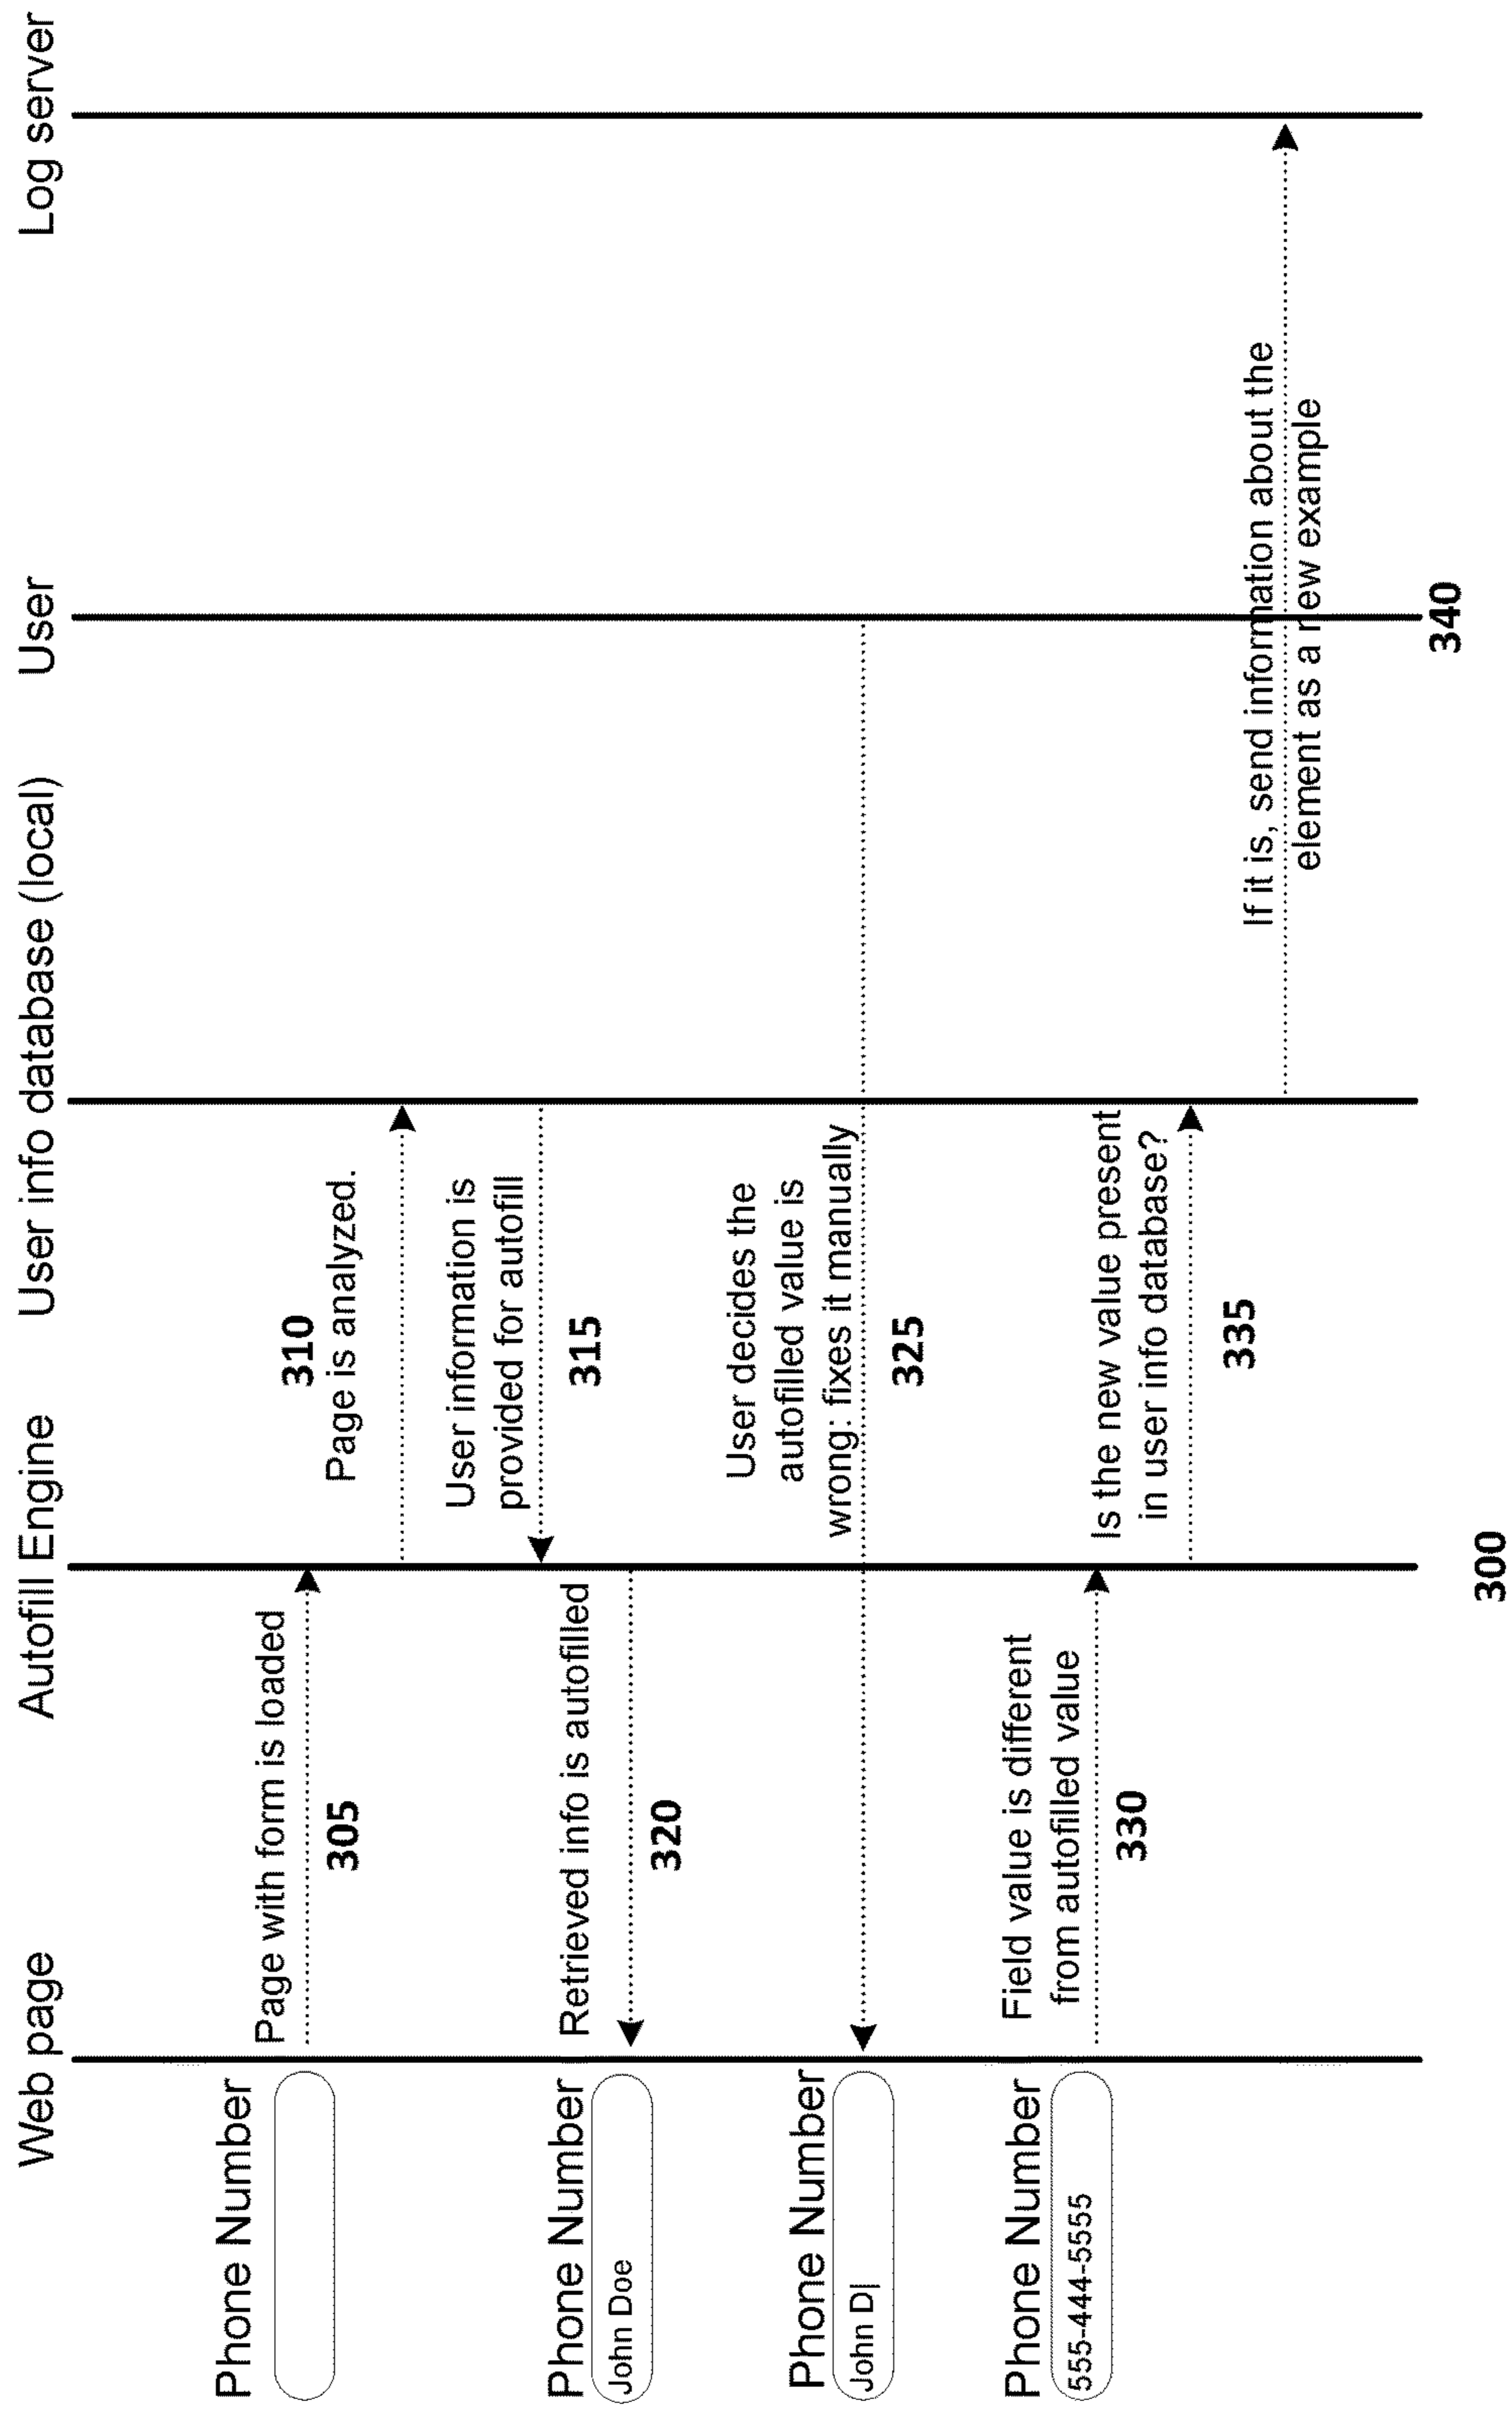 Web page
Autofill Engine
User info database (local)
User
Log server
Phone Number
Page with form is loaded
305
310
Page is analyzed.
User information is
provided for autofill
315
Phone Number
John Doe
Retrieved info is autofilled
320
Phone Number
John D|
User decides the
autofilled value is
wrong: fixes it manually
325
Phone Number
555-444-5555
Field value is different
from autofilled value
330
Is the new value present
in user info database?
335
If it is, send information about the
element as a new example
340
300